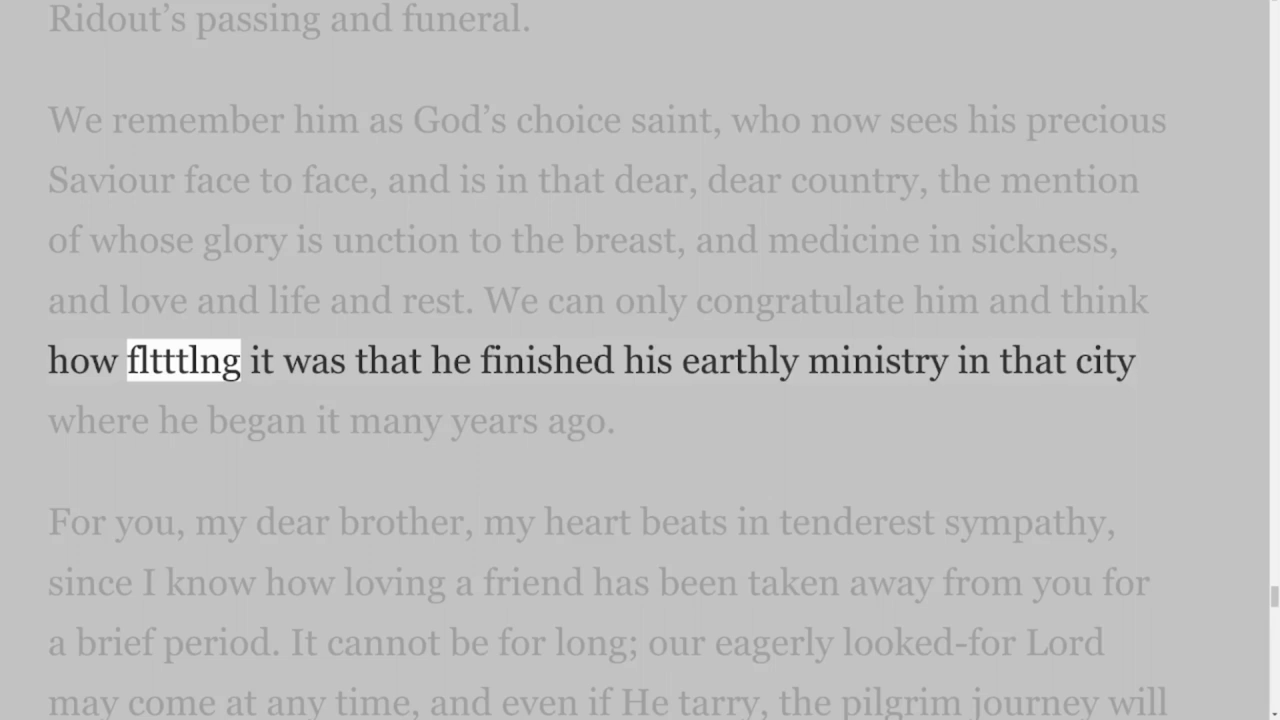 Ridout’s passing and funeral.
We remember him as God’s choice saint, who now sees his precious
Saviour face to face, and is in that dear, dear country, the mention
of whose glory is unction to the breast, and medicine in sickness,
and love and life and rest. We can only congratulate him and think
how fltttlng it was that he finished his earthly ministry in that city
where he began it many years ago.
For you, my dear brother, my heart beats in tenderest sympathy,
since I know how loving a friend has been taken away from you for
a brief period. It cannot be for long; our eagerly looked-for Lord
may come at any time, and even if He tarry, the pilgrim journey will